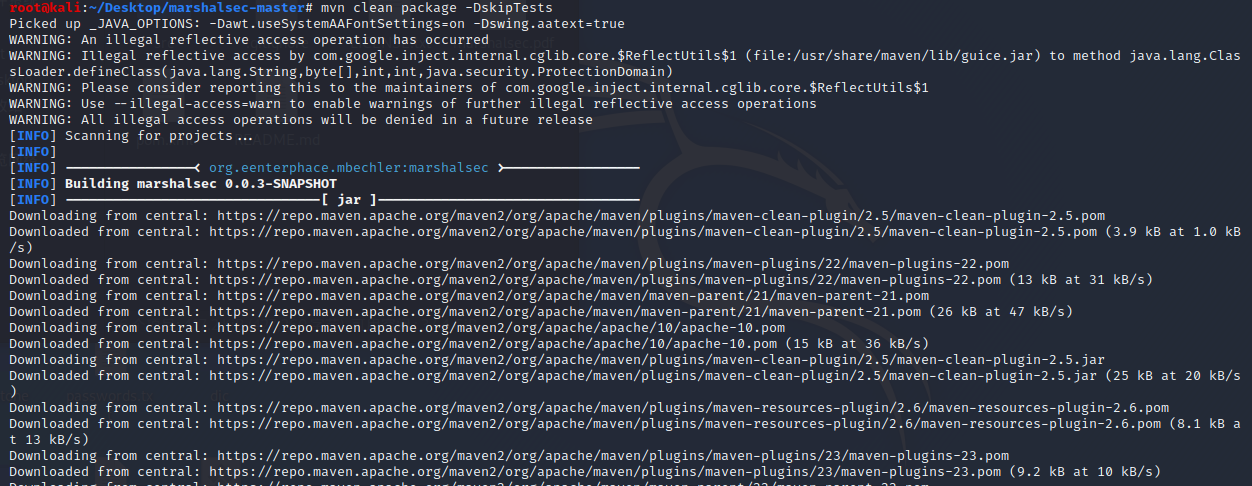 root@kali:~/Desktop/marshalsec-master# mvn clean package -DskipTests
Picked up _JAVA_OPTIONS: -Dawt.useSystemAAFontSettings=on -Dswing.aatext=true
WARNING: An illegal reflective access operation has occurred
WARNING: Illegal reflective access by com.google.inject.internal.cglib.core.$ReflectUtils$1 (file:/usr/share/maven/lib/guice.jar) to method java.lang.Clas
sLoader.defineClass(java.lang.String,byte[],int,int,java.security.ProtectionDomain)
WARNING: Please consider reporting this to the maintainers of com.google.inject.internal.cglib.core.$ReflectUtils$1
WARNING: Use --illegal-access=warn to enable warnings of further illegal reflective access operations
WARNING: All illegal access operations will be denied in a future release
[INFO] Scanning for projects...
[INFO]
[INFO] ----------------< org.eenterphace.mbechler:marshalsec >-----------------
[INFO] Building marshalsec 0.0.3-SNAPSHOT
[INFO] --------------------------------[ jar ]---------------------------------
Downloading from central: https://repo.maven.apache.org/maven2/org/apache/maven/plugins/maven-clean-plugin/2.5/maven-clean-plugin-2.5.pom
Downloaded from central: https://repo.maven.apache.org/maven2/org/apache/maven/plugins/maven-clean-plugin/2.5/maven-clean-plugin-2.5.pom (3.9 kB at 1.0 kB
/s)
Downloading from central: https://repo.maven.apache.org/maven2/org/apache/maven/plugins/maven-plugins/22/maven-plugins-22.pom
Downloaded from central: https://repo.maven.apache.org/maven2/org/apache/maven/plugins/maven-plugins/22/maven-plugins-22.pom (13 kB at 31 kB/s)
Downloading from central: https://repo.maven.apache.org/maven2/org/apache/maven/maven-parent/21/maven-parent-21.pom
Downloaded from central: https://repo.maven.apache.org/maven2/org/apache/maven/maven-parent/21/maven-parent-21.pom (26 kB at 47 kB/s)
Downloading from central: https://repo.maven.apache.org/maven2/org/apache/apache/10/apache-10.pom
Downloaded from central: https://repo.maven.apache.org/maven2/org/apache/apache/10/apache-10.pom (15 kB at 36 kB/s)
Downloading from central: https://repo.maven.apache.org/maven2/org/apache/maven/plugins/maven-clean-plugin/2.5/maven-clean-plugin-2.5.jar
Downloaded from central: https://repo.maven.apache.org/maven2/org/apache/maven/plugins/maven-clean-plugin/2.5/maven-clean-plugin-2.5.jar (25 kB at 20 kB/s
)
Downloading from central: https://repo.maven.apache.org/maven2/org/apache/maven/plugins/maven-resources-plugin/2.6/maven-resources-plugin-2.6.pom
Downloaded from central: https://repo.maven.apache.org/maven2/org/apache/maven/plugins/maven-resources-plugin/2.6/maven-resources-plugin-2.6.pom (8.1 kB a
t 13 kB/s)
Downloading from central: https://repo.maven.apache.org/maven2/org/apache/maven/plugins/maven-plugins/23/maven-plugins-23.pom
Downloaded from central: https://repo.maven.apache.org/maven2/org/apache/maven/plugins/maven-plugins/23/maven-plugins-23.pom (9.2 kB at 10 kB/s)
Downloading from central: https://repo.maven.apache.org/maven2/org/apache/maven/maven-parent/22/maven-parent-22.pom